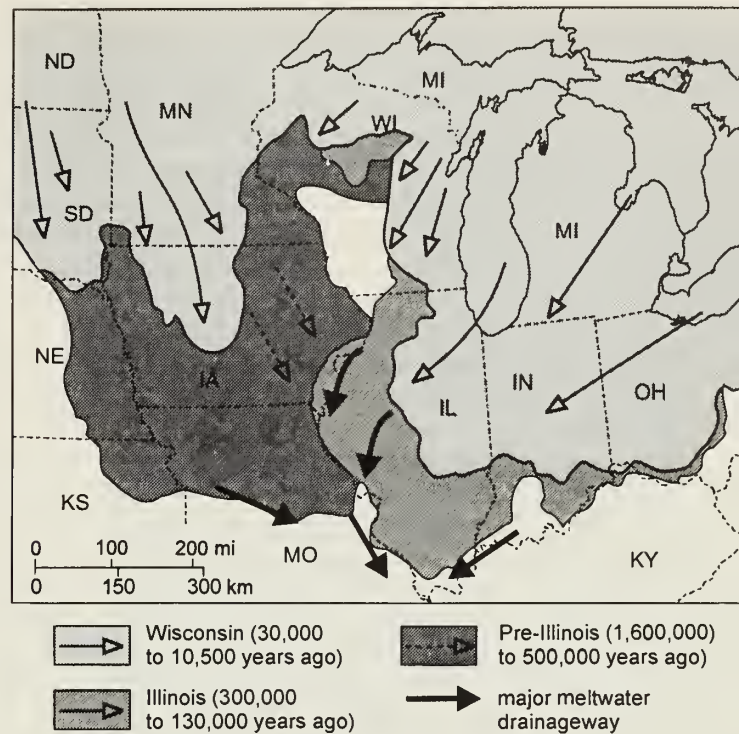 ND
MN
MI
WI
SD
MI
NE
IA
IL
IN
OH
KS
MO
KY
0 100 200 mi
0 150 300 km
Wisconsin (30,000
to 10,500 years ago)
Pre-Illinois (1,600,000)
to 500,000 years ago)
Illinois (300,000
to 130,000 years ago)
major meltwater
drainageway